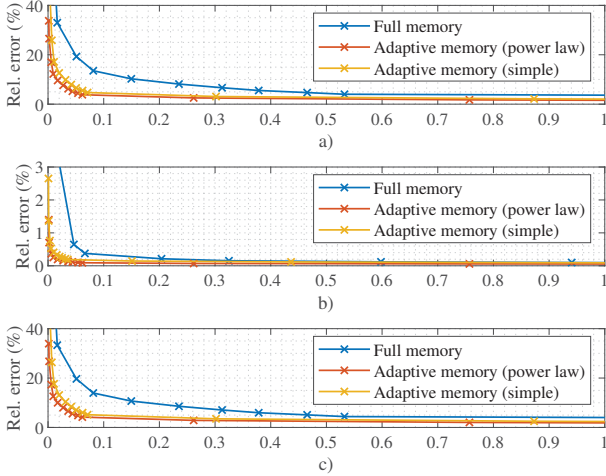 40
20
0
Rel. error (%)
Full memory
Adaptive memory (power law)
Adaptive memory (simple)
0 0.1 0.2 0.3 0.4 0.5 0.6 0.7 0.8 0.9 1
a)
3
2
1
0
Rel. error (%)
Full memory
Adaptive memory (power law)
Adaptive memory (simple)
0 0.1 0.2 0.3 0.4 0.5 0.6 0.7 0.8 0.9 1
b)
40
20
0
Rel. error (%)
Full memory
Adaptive memory (power law)
Adaptive memory (simple)
0 0.1 0.2 0.3 0.4 0.5 0.6 0.7 0.8 0.9 1
c)